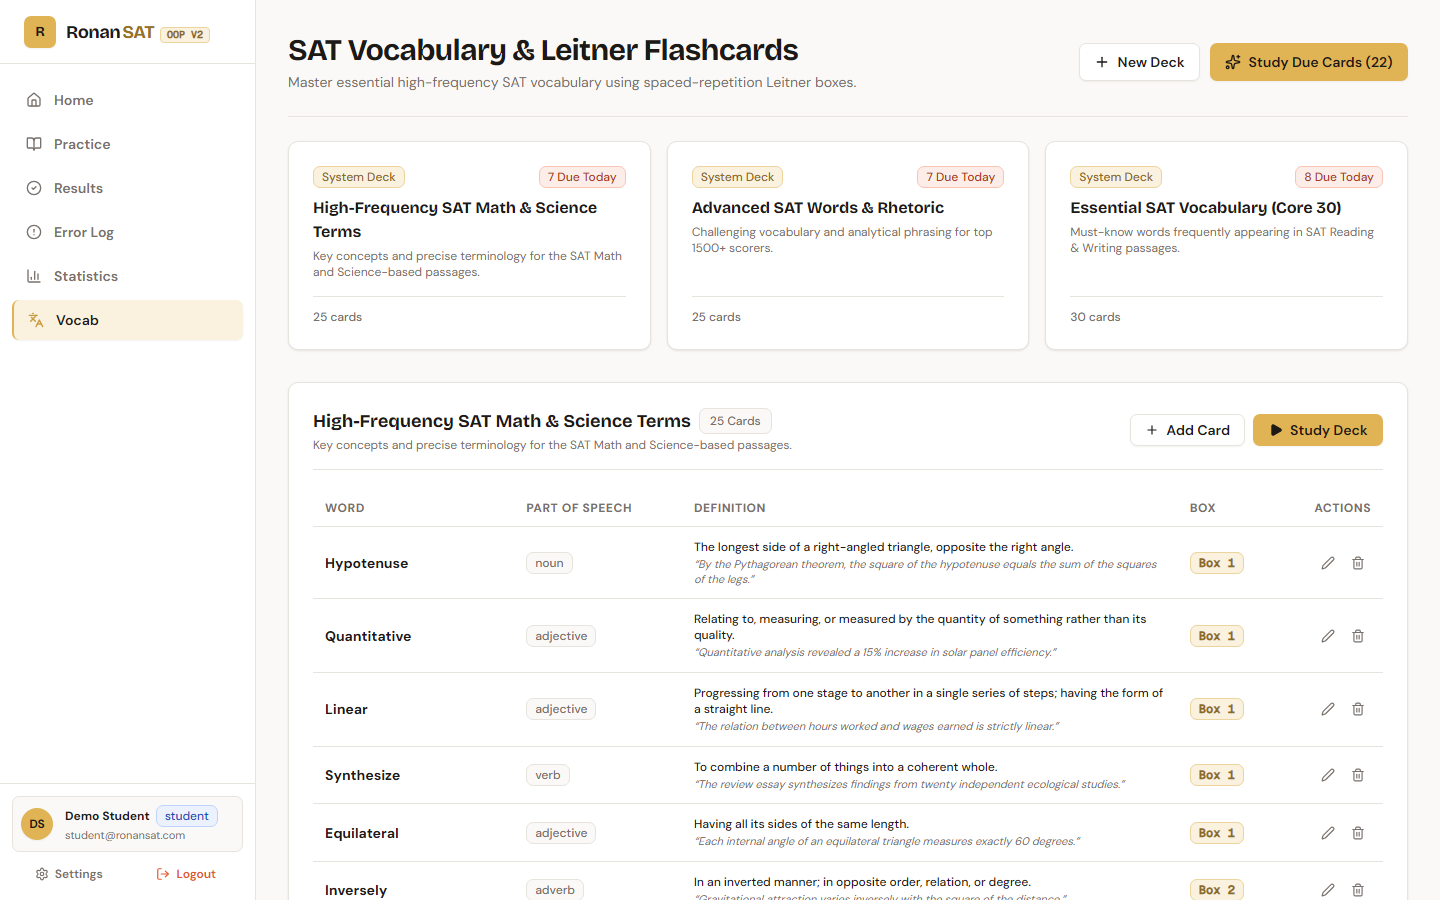 R
RonanSAT OOP V2
Home
Practice
Results
Error Log
Statistics
Vocab
DS
Demo Student student
student@ronansat.com
Settings
Logout
SAT Vocabulary & Leitner Flashcards
Master essential high-frequency SAT vocabulary using spaced-repetition Leitner boxes.
New Deck
Study Due Cards (22)
System Deck
7 Due Today
High-Frequency SAT Math & Science
Terms
Key concepts and precise terminology for the SAT Math
and Science-based passages.
25 cards
System Deck
7 Due Today
Advanced SAT Words & Rhetoric
Challenging vocabulary and analytical phrasing for top
1500+ scorers.
25 cards
System Deck
8 Due Today
Essential SAT Vocabulary (Core 30)
Must-know words frequently appearing in SAT Reading
& Writing passages.
30 cards
High-Frequency SAT Math & Science Terms 25 Cards
Key concepts and precise terminology for the SAT Math and Science-based passages.
Add Card
Study Deck
WORD PART OF SPEECH DEFINITION BOX ACTIONS
Hypotenuse
noun
The longest side of a right-angled triangle, opposite the right angle.
“By the Pythagorean theorem, the square of the hypotenuse equals the sum of the squares
of the legs.”
Box 1
Quantitative
adjective
Relating to, measuring, or measured by the quantity of something rather than its
quality.
“Quantitative analysis revealed a 15% increase in solar panel efficiency.”
Box 1
Linear
adjective
Progressing from one stage to another in a single series of steps; having the form of
a straight line.
“The relation between hours worked and wages earned is strictly linear.”
Box 1
Synthesize
verb
To combine a number of things into a coherent whole.
“The review essay synthesizes findings from twenty independent ecological studies.”
Box 1
Equilateral
adjective
Having all its sides of the same length.
“Each internal angle of an equilateral triangle measures exactly 60 degrees.”
Box 1
Inversely
adverb
In an inverted manner; in opposite order, relation, or degree.
“Gravitational attraction varies inversely with the square of the distance.”
Box 2